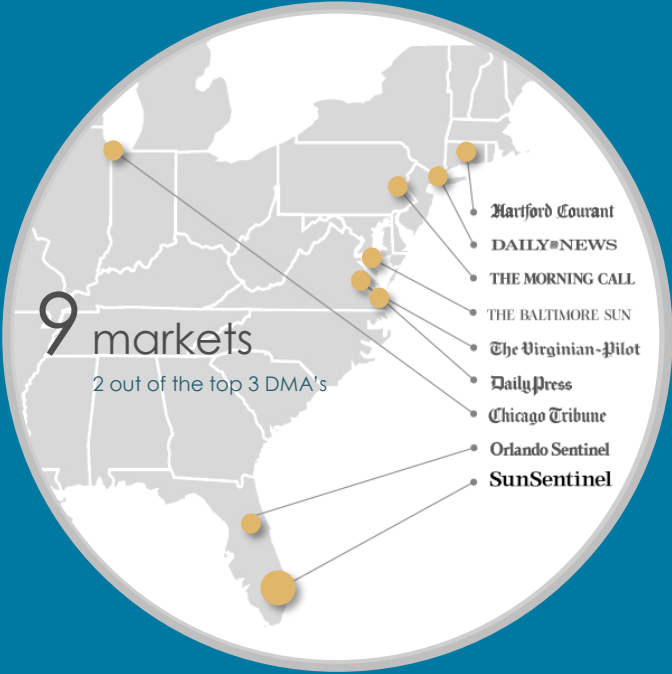 Hartford Courant
DAILY NEWS
THE MORNING CALL
THE BALTIMORE SUN
The Virginian-Pilot
Daily Press
Chicago Tribune
Orlando Sentinel
SunSentinel
9 markets
2 out of the top 3 DMA's